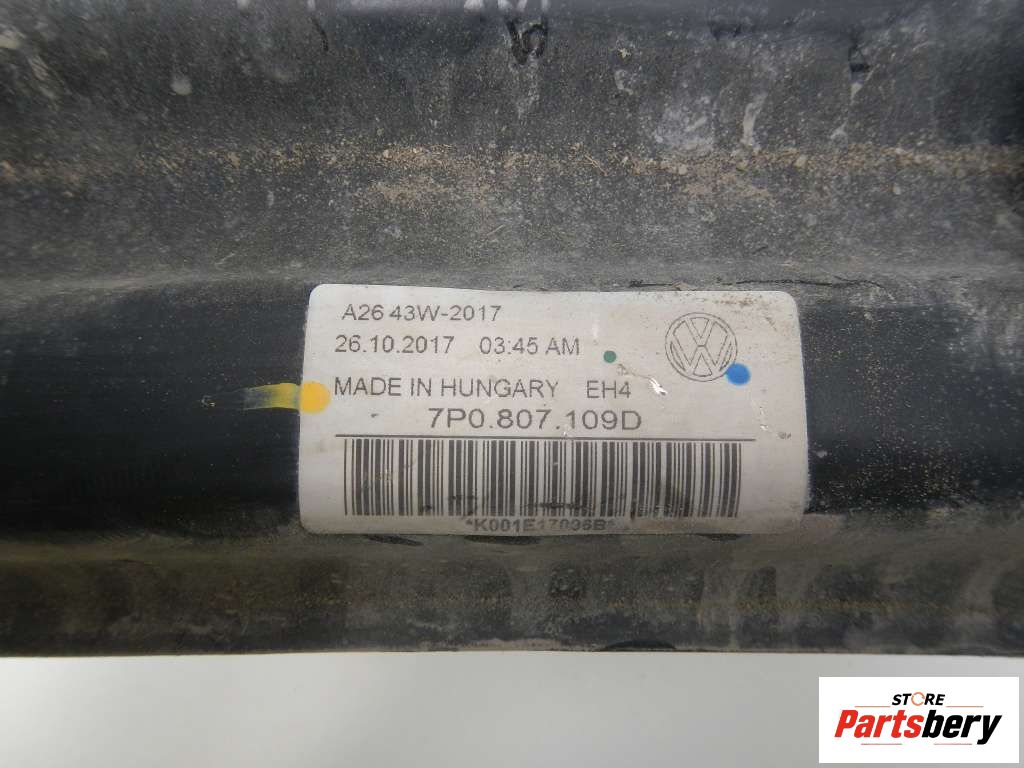 A26 43W-2017
26.10.2017 03:45 AM
MADE IN HUNGARY EH4
7P0.807.109D
STORE
Partsbery